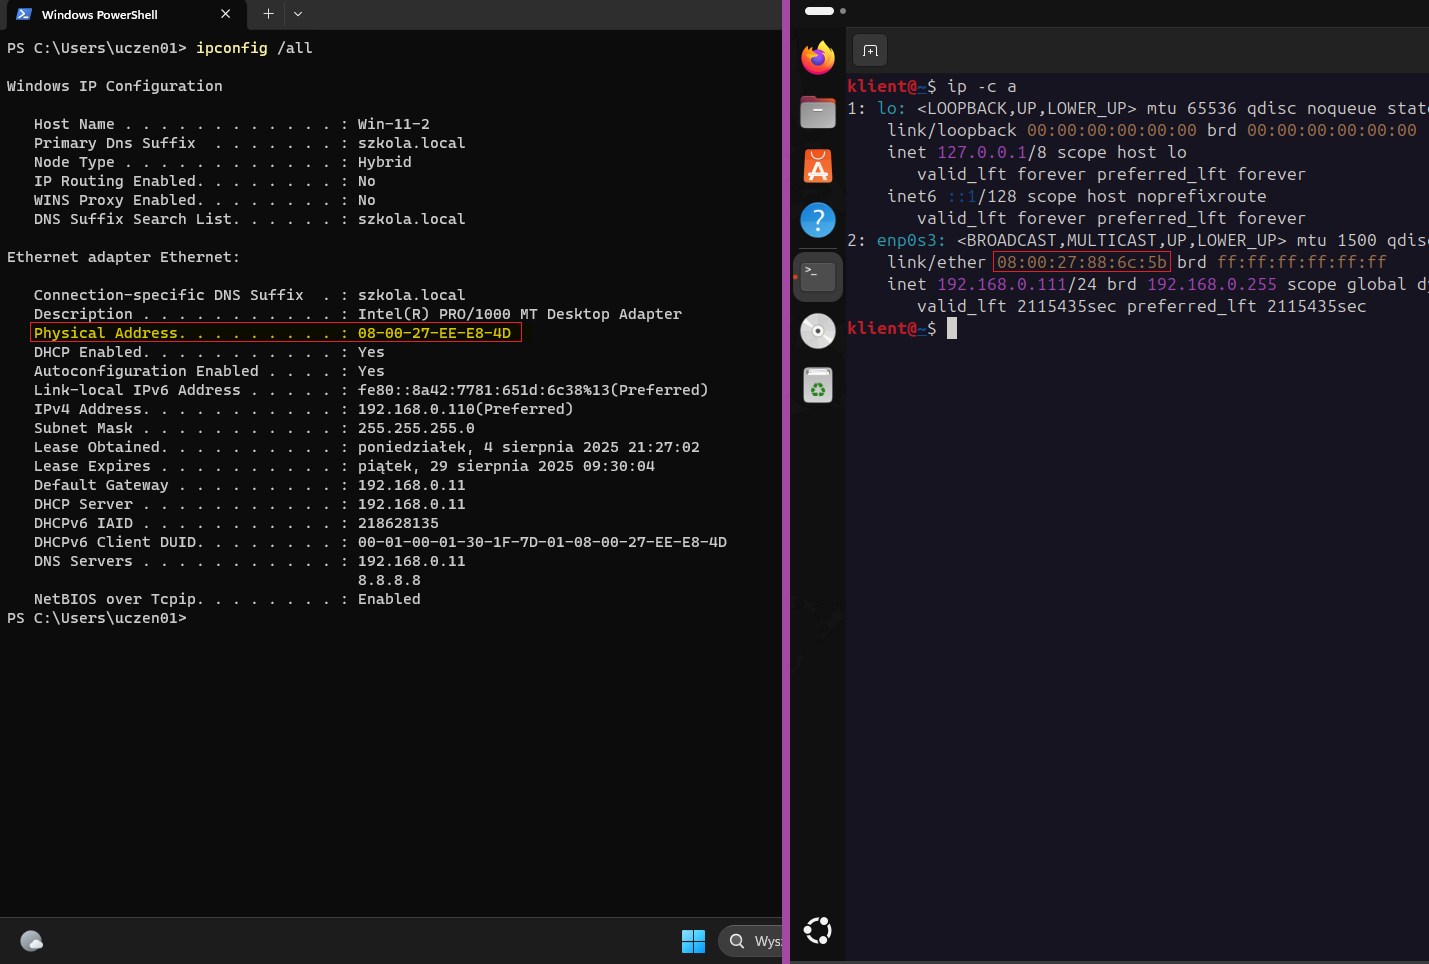 Windows PowerShell
PS C:\Users\uczen01> ipconfig /all
Windows IP Configuration
Host Name . . . . . . . . . . . . : Win-11-2
Primary Dns Suffix  . . . . . . . : szkola.local
Node Type . . . . . . . . . . . . : Hybrid
IP Routing Enabled. . . . . . . . : No
WINS Proxy Enabled. . . . . . . . : No
DNS Suffix Search List. . . . . . : szkola.local
Ethernet adapter Ethernet:
Connection-specific DNS Suffix  . : szkola.local
Description . . . . . . . . . . . : Intel(R) PRO/1000 MT Desktop Adapter
Physical Address. . . . . . . . . : 08-00-27-EE-E8-4D
DHCP Enabled. . . . . . . . . . . : Yes
Autoconfiguration Enabled . . . . : Yes
Link-local IPv6 Address . . . . . : fe80::8a42:7781:651d:6c38%13(Preferred)
IPv4 Address. . . . . . . . . . . : 192.168.0.110(Preferred)
Subnet Mask . . . . . . . . . . . : 255.255.255.0
Lease Obtained. . . . . . . . . . : poniedziałek, 4 sierpnia 2025 21:27:02
Lease Expires . . . . . . . . . . : piątek, 29 sierpnia 2025 09:30:04
Default Gateway . . . . . . . . . : 192.168.0.11
DHCP Server . . . . . . . . . . . : 192.168.0.11
DHCPv6 IAID . . . . . . . . . . . : 218628135
DHCPv6 Client DUID. . . . . . . . : 00-01-00-01-30-1F-7D-01-08-00-27-EE-E8-4D
DNS Servers . . . . . . . . . . . : 192.168.0.11
8.8.8.8
NetBIOS over Tcpip. . . . . . . . : Enabled
PS C:\Users\uczen01>
Wys
klient@~$ ip -c a
1: lo: <LOOPBACK,UP,LOWER_UP> mtu 65536 qdisc noqueue stat
link/loopback 00:00:00:00:00:00 brd 00:00:00:00:00:00
inet 127.0.0.1/8 scope host lo
valid_lft forever preferred_lft forever
inet6 ::1/128 scope host noprefixroute
valid_lft forever preferred_lft forever
2: enp0s3: <BROADCAST,MULTICAST,UP,LOWER_UP> mtu 1500 qdis
link/ether 08:00:27:88:6c:5b brd ff:ff:ff:ff:ff:ff
inet 192.168.0.111/24 brd 192.168.0.255 scope global d
valid_lft 2115435sec preferred_lft 2115435sec
klient@~$